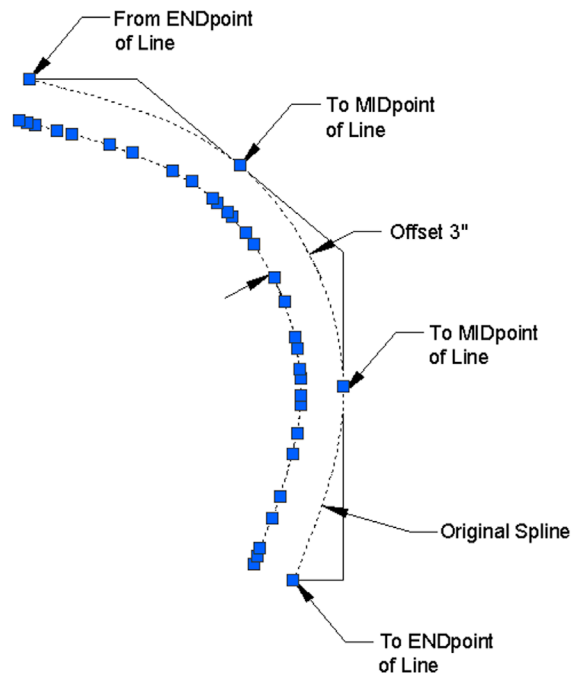 From ENDpoint
of Line
To MIDpoint
of Line
Offset 3"
To MIDpoint
of Line
Original Spline
To ENDpoint
of Line